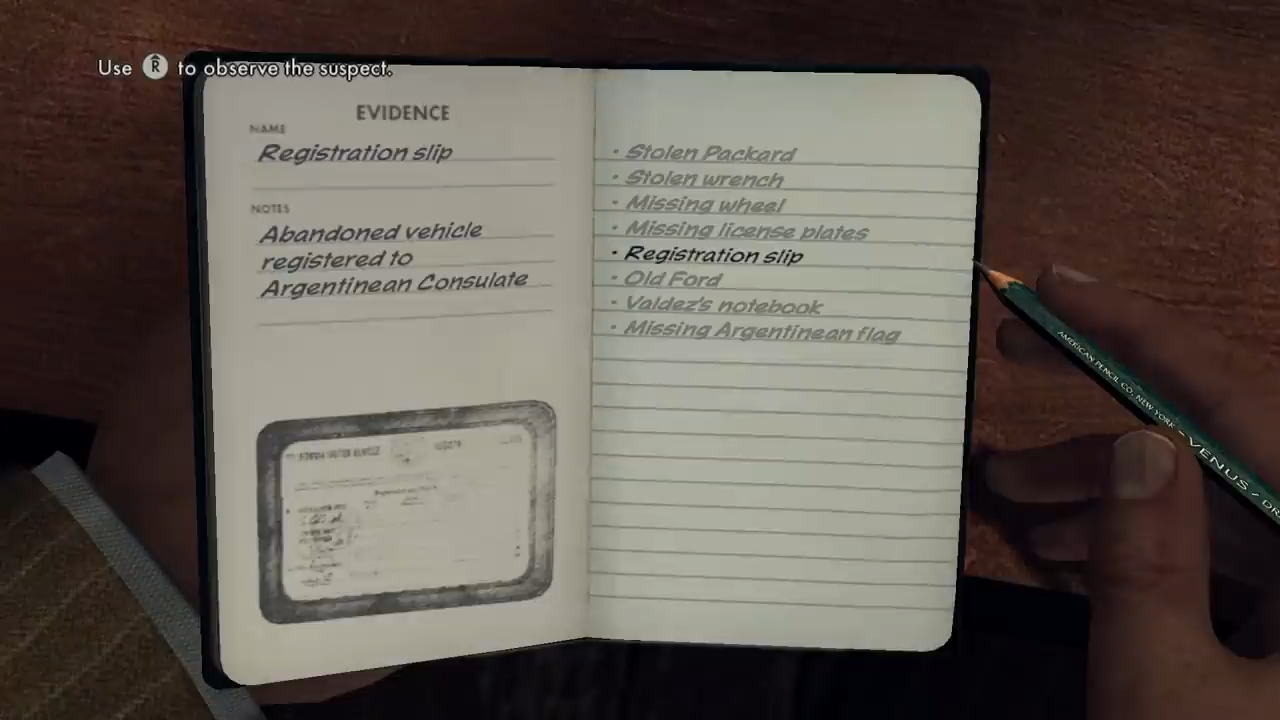 Use R to observe the suspect.
EVIDENCE
NAME
Registration slip
NOTES
Abandoned vehicle
registered to
Argentinean Consulate
• Stolen Packard
• Stolen wrench
• Missing wheel
• Missing license plates
• Registration slip
• Old Ford
• Valdez's notebook
• Missing Argentinean flag
AMERICAN PENCIL CO. NEW YORK - VENUS / DR